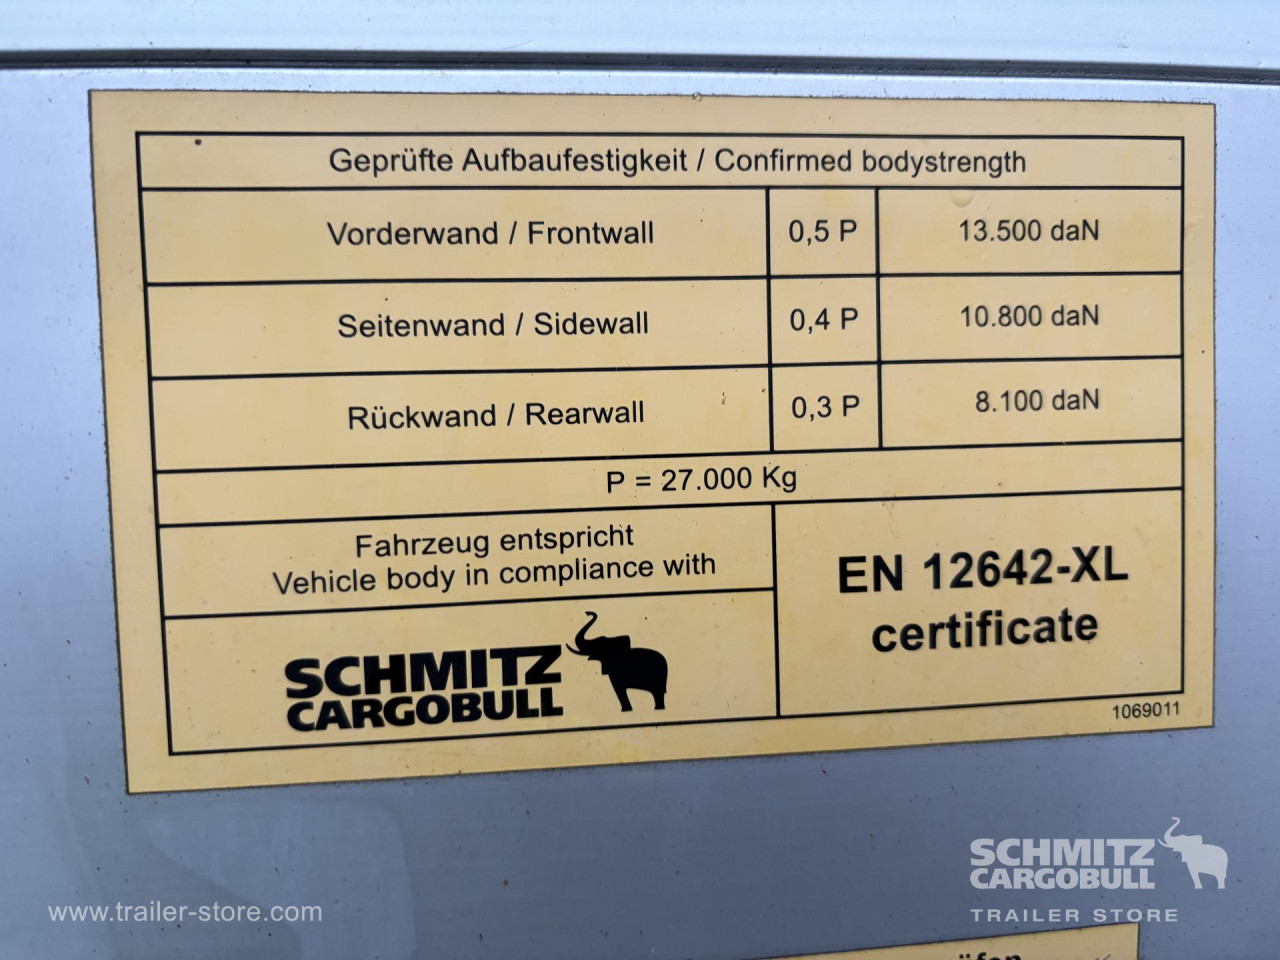 Geprüfte Aufbaufestigkeit / Confirmed bodystrength
Vorderwand / Frontwall 0,5 P 13.500 daN
Seitenwand / Sidewall 0,4 P 10.800 daN
Rückwand / Rearwall 0,3 P 8.100 daN
P = 27.000 Kg
Fahrzeug entspricht
Vehicle body in compliance with
EN 12642-XL
certificate
SCHMITZ
CARGOBULL
1069011
SCHMITZ
CARGOBULL
TRAILER STORE
www.trailer-store.com